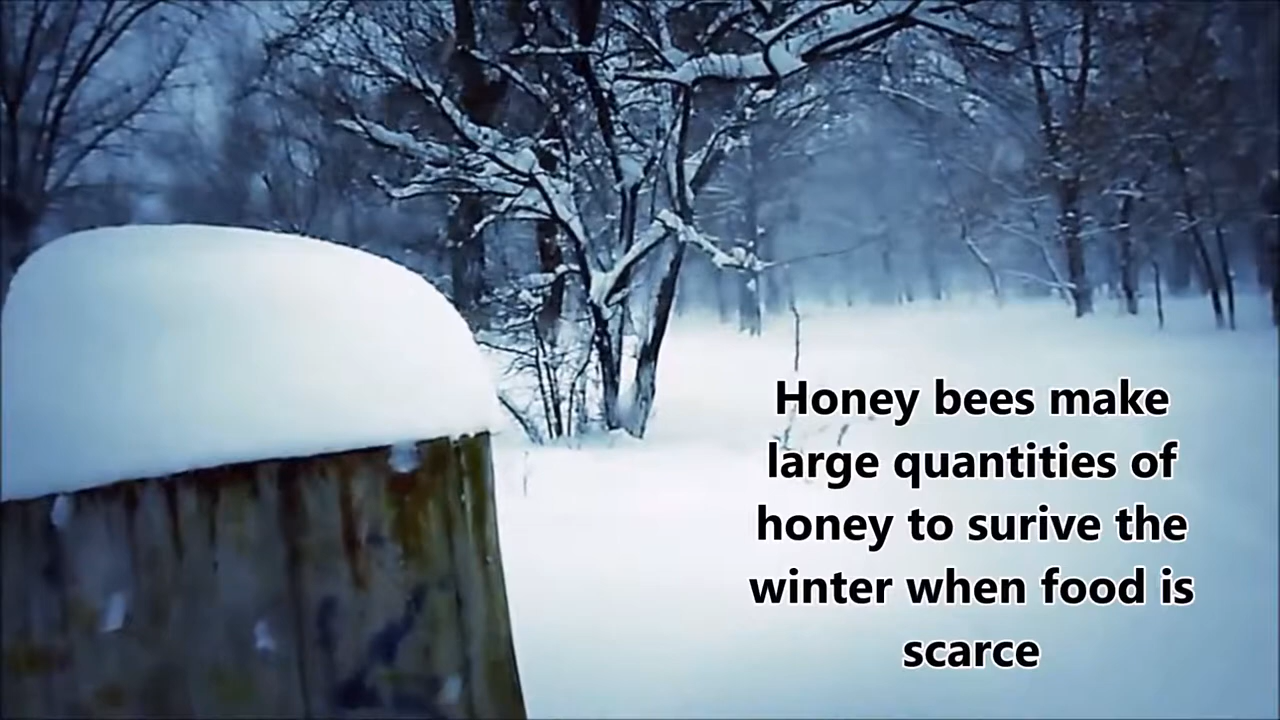 Honey bees make
large quantities of
honey to surive the
winter when food is
scarce